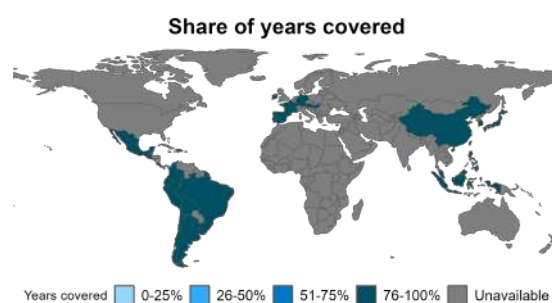 Share of years covered
Years covered 0-25% 26-50% 51-75% 76-100% Unavailable